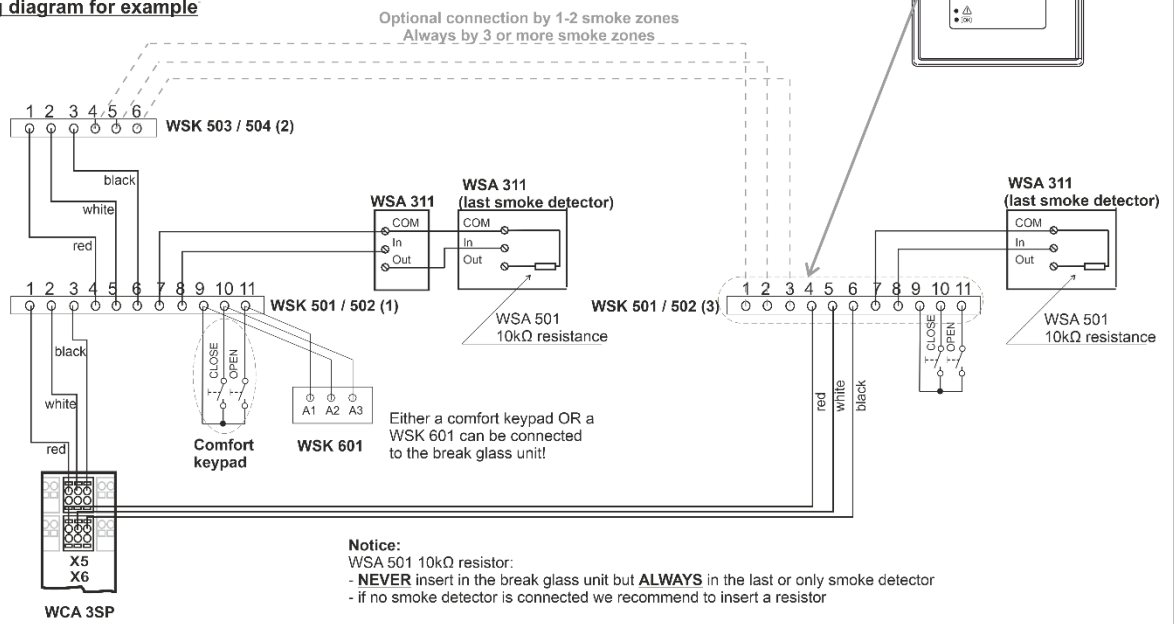 g diagram for example
Optional connection by 1-2 smoke zones
Always by 3 or more smoke zones
[OK]
1 2 3 4 5 6
WSK 503 / 504 (2)
black
white
red
WSA 311
COM
In
Out
WSA 311
(last smoke detector)
COM
In
Out
WSA 501
10kΩ resistance
WSA 311
(last smoke detector)
COM
In
Out
WSA 501
10kΩ resistance
1 2 3 4 5 6 7 8 9 10 11
WSK 501 / 502 (1)
WSK 501 / 502 (3)
1 2 3 4 5 6 7 8 9 10 11
black
white
red
CLOSE
OPEN
Comfort
keypad
A1 A2 A3
WSK 601
Either a comfort keypad OR a
WSK 601 can be connected
to the break glass unit!
red
white
black
CLOSE
OPEN
X5
X6
WCA 3SP
Notice:
WSA 501 10kΩ resistor:
- NEVER insert in the break glass unit but ALWAYS in the last or only smoke detector
- if no smoke detector is connected we recommend to insert a resistor